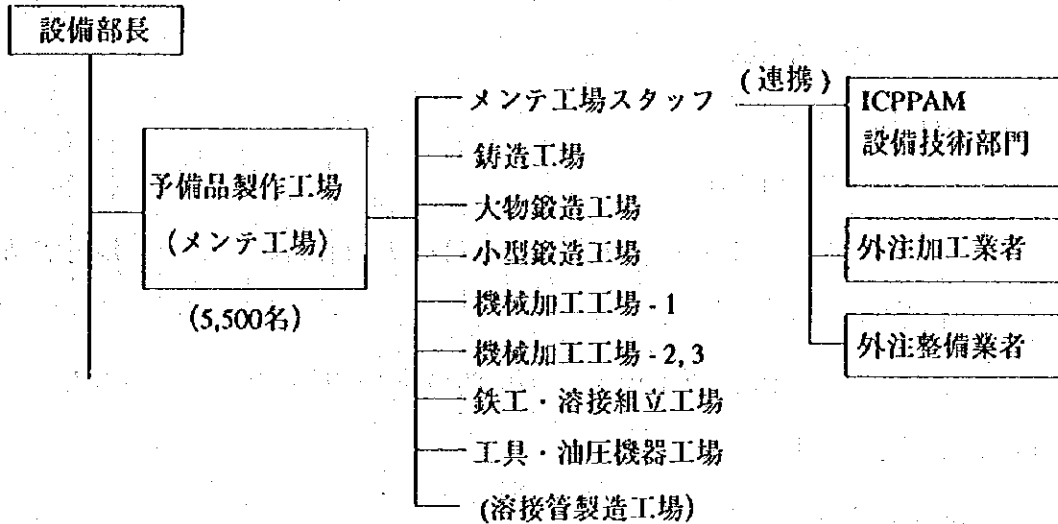 設備部長
予備品製作工場
(メンテ工場)
(5,500名)
メンテ工場スタッフ
鋳造工場
大物鍛造工場
小型鍛造工場
機械加工工場 - 1
機械加工工場 - 2, 3
鉄工・溶接組立工場
工具・油圧機器工場
(溶接管製造工場)
(連携)
ICPPAM
設備技術部門
外注加工業者
外注整備業者